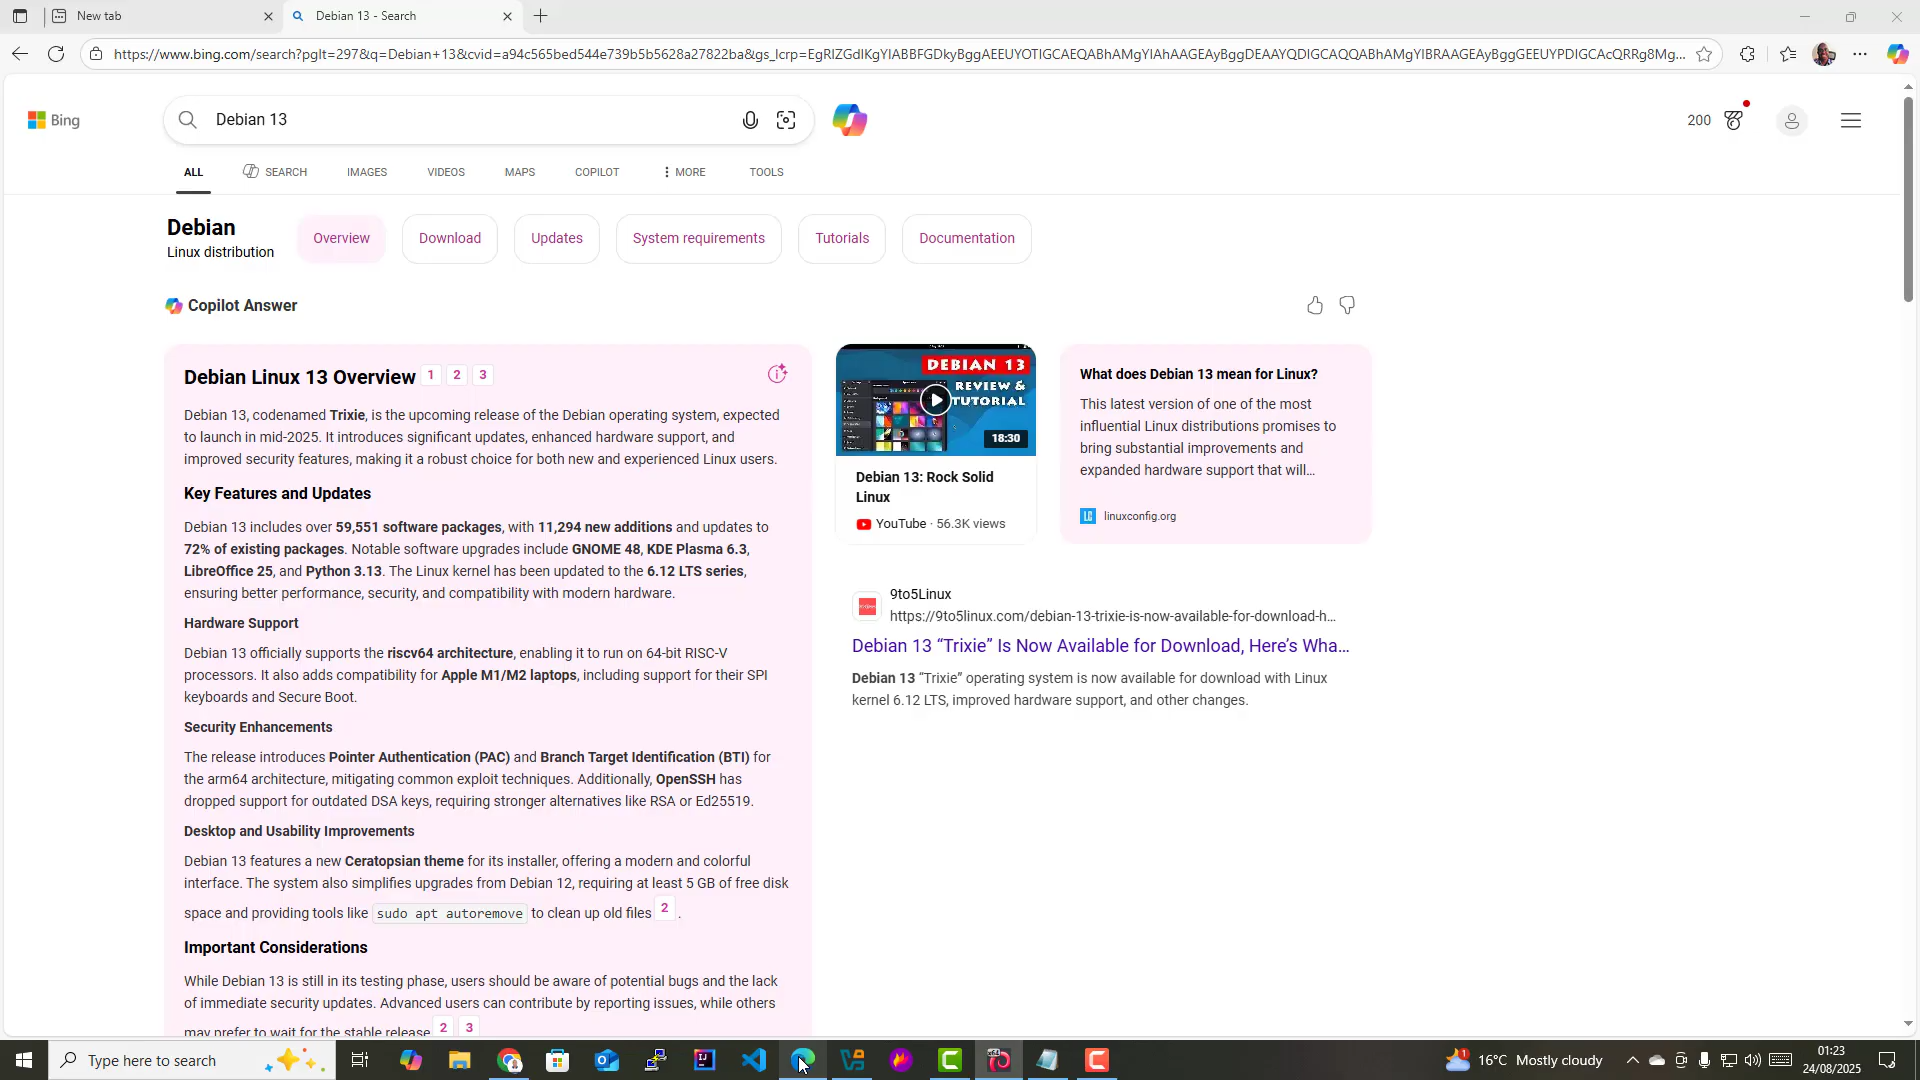 New tab
Debian 13 - Search
https://www.bing.com/search?pglt=297&q=Debian+13&cvid=a94c565bed544e739b5b5628a27822ba&gs_lcrp=EgRlZGdlKgYIABBFGDkyBggAEEUYOTIGCAEQABhAMgYIAhAAGEAyBggDEAAYQDIGCAQQABhAMgYIBRAAGEAyBggGEEUYPDIGCAcQRRg8Mg...
Bing
Debian 13
200
ALL
SEARCH
IMAGES
VIDEOS
MAPS
COPILOT
MORE
TOOLS
Debian
Linux distribution
Overview
Download
Updates
System requirements
Tutorials
Documentation
Copilot Answer
Debian Linux 13 Overview 1 2 3
Debian 13, codenamed Trixie, is the upcoming release of the Debian operating system, expected
to launch in mid-2025. It introduces significant updates, enhanced hardware support, and
improved security features, making it a robust choice for both new and experienced Linux users.
Key Features and Updates
Debian 13 includes over 59,551 software packages, with 11,294 new additions and updates to
72% of existing packages. Notable software upgrades include GNOME 48, KDE Plasma 6.3,
LibreOffice 25, and Python 3.13. The Linux kernel has been updated to the 6.12 LTS series,
ensuring better performance, security, and compatibility with modern hardware.
Hardware Support
Debian 13 officially supports the riscv64 architecture, enabling it to run on 64-bit RISC-V
processors. It also adds compatibility for Apple M1/M2 laptops, including support for their SPI
keyboards and Secure Boot.
Security Enhancements
The release introduces Pointer Authentication (PAC) and Branch Target Identification (BTI) for
the arm64 architecture, mitigating common exploit techniques. Additionally, OpenSSH has
dropped support for outdated DSA keys, requiring stronger alternatives like RSA or Ed25519.
Desktop and Usability Improvements
Debian 13 features a new Ceratopsian theme for its installer, offering a modern and colorful
interface. The system also simplifies upgrades from Debian 12, requiring at least 5 GB of free disk
space and providing tools like sudo apt autoremove to clean up old files 2 .
Important Considerations
While Debian 13 is still in its testing phase, users should be aware of potential bugs and the lack
of immediate security updates. Advanced users can contribute by reporting issues, while others
may prefer to wait for the stable release 2 3
DEBIAN 13
REVIEW &
TUTORIAL
18:30
Debian 13: Rock Solid
Linux
YouTube · 56.3K views
What does Debian 13 mean for Linux?
This latest version of one of the most
influential Linux distributions promises to
bring substantial improvements and
expanded hardware support that will...
LC linuxconfig.org
9to5Linux
https://9to5linux.com/debian-13-trixie-is-now-available-for-download-h...
Debian 13 “Trixie” Is Now Available for Download, Here’s Wha...
Debian 13 “Trixie” operating system is now available for download with Linux
kernel 6.12 LTS, improved hardware support, and other changes.
Type here to search
16°C Mostly cloudy
01:23
24/08/2025